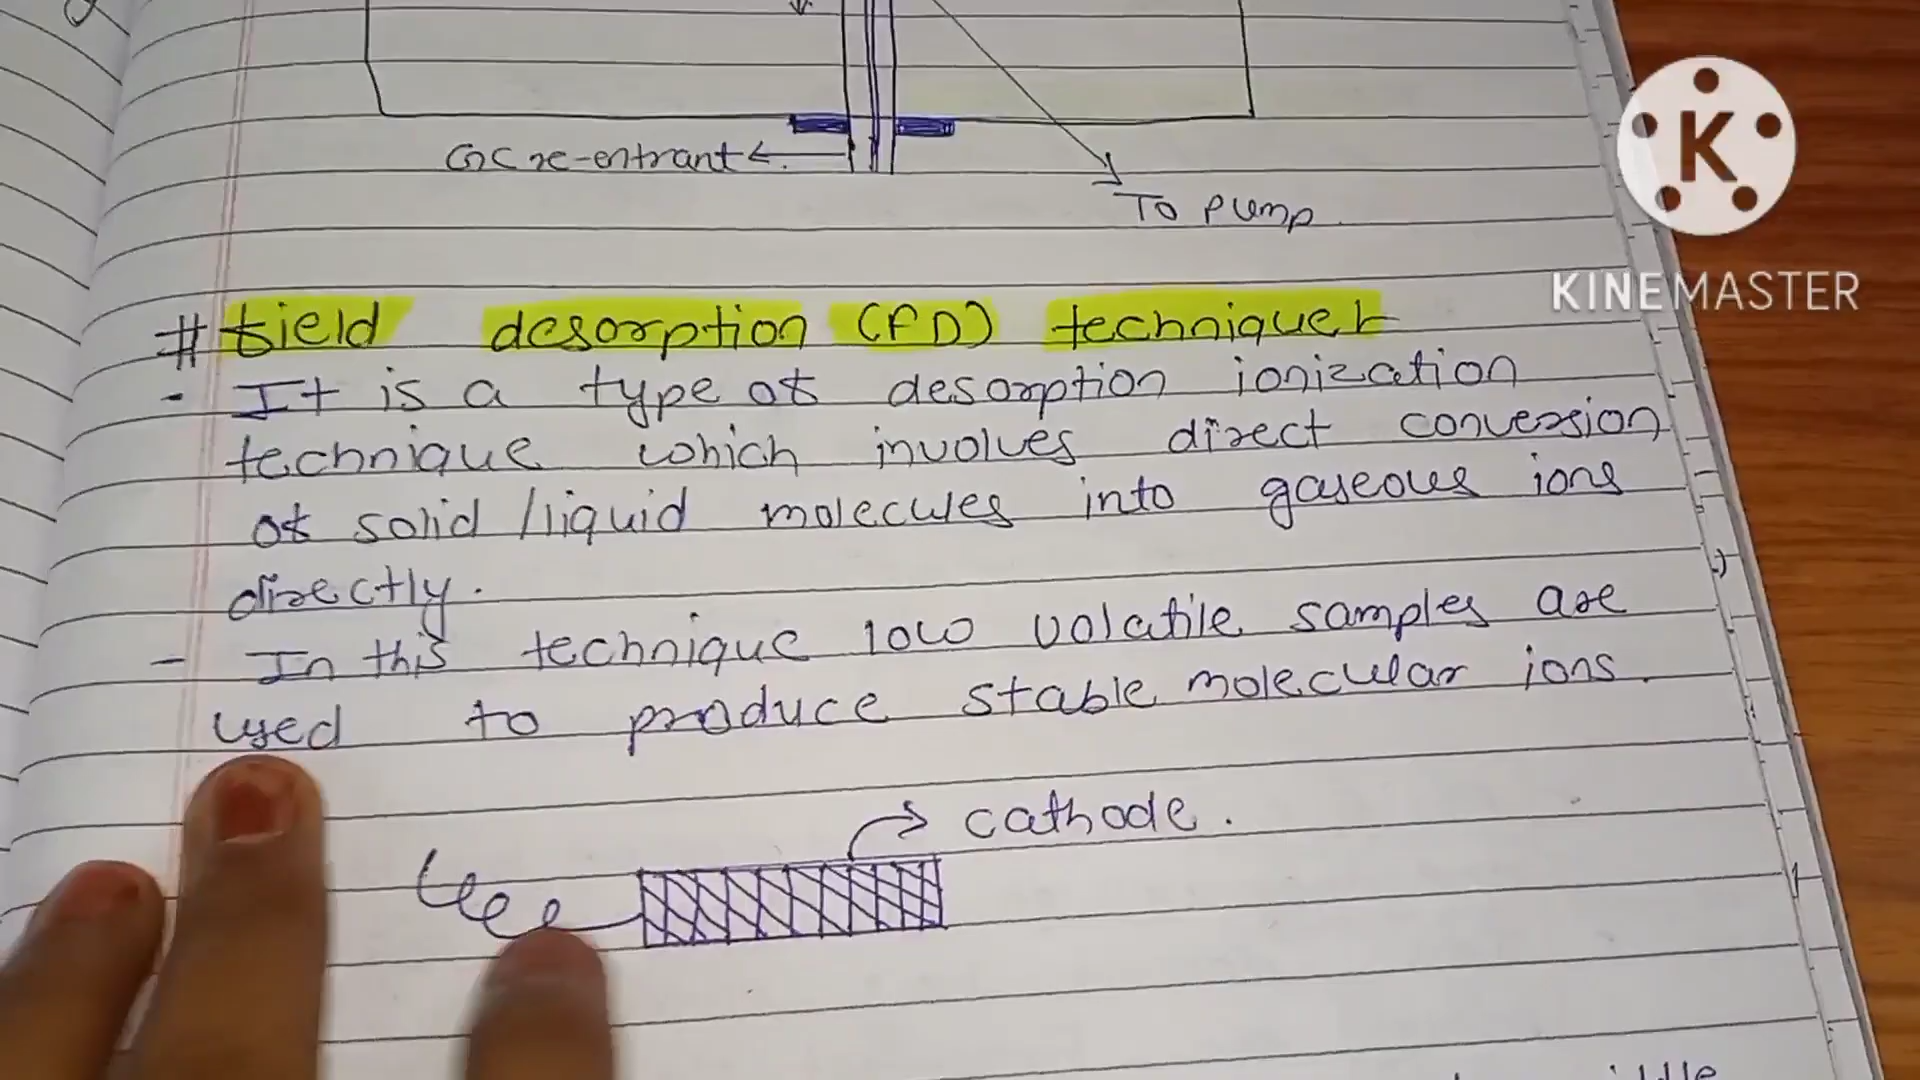 GC re-entrant
To pump
K
KINEMASTER
# field desorption (FD) technique :-
- It is a type of desorption ionization
technique which involves direct conversion
of solid/liquid molecules into gaseous ions
directly.
- In this technique low volatile samples are
used to produce stable molecular ions.
cathode.